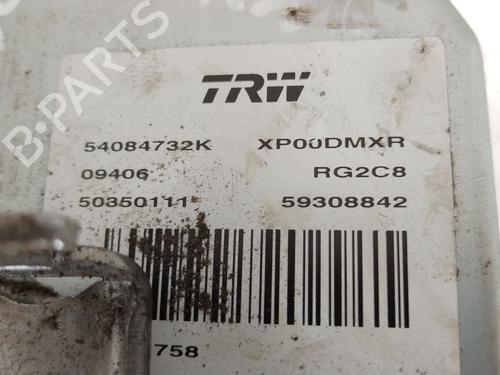 TRW
54084732K XP00DMXR
09406 RG2C8
50350111 59308842
758
B-PARTS